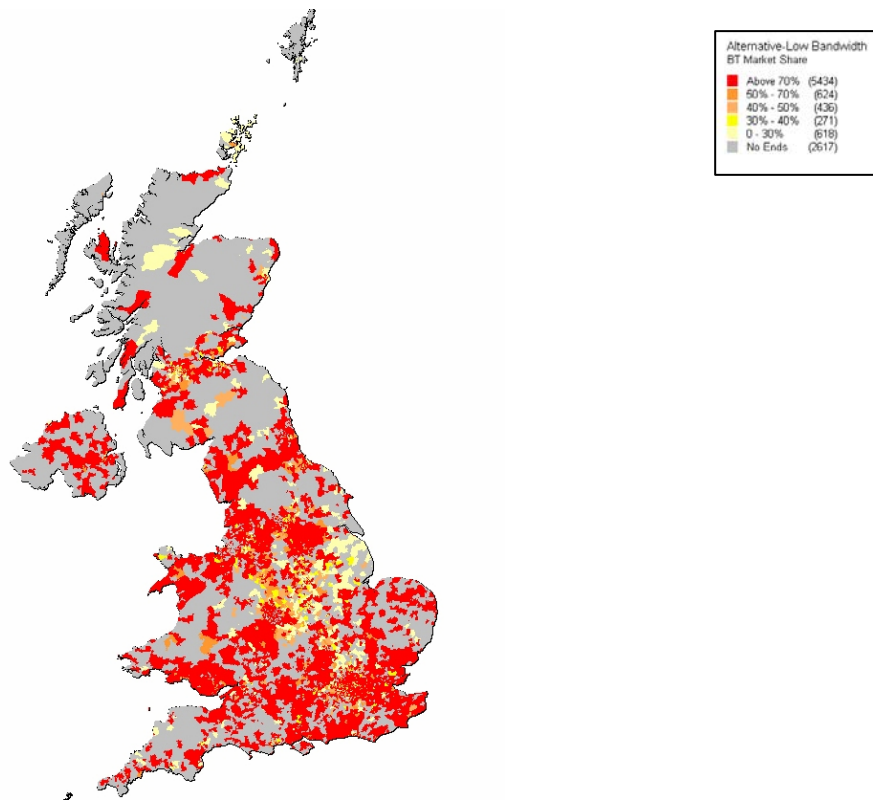 Alternative-Low Bandwidth
BT Market Share
Above 70% (5434)
50% - 70% (624)
40% - 50% (436)
30% - 40% (271)
0 - 30% (618)
No Ends (2617)